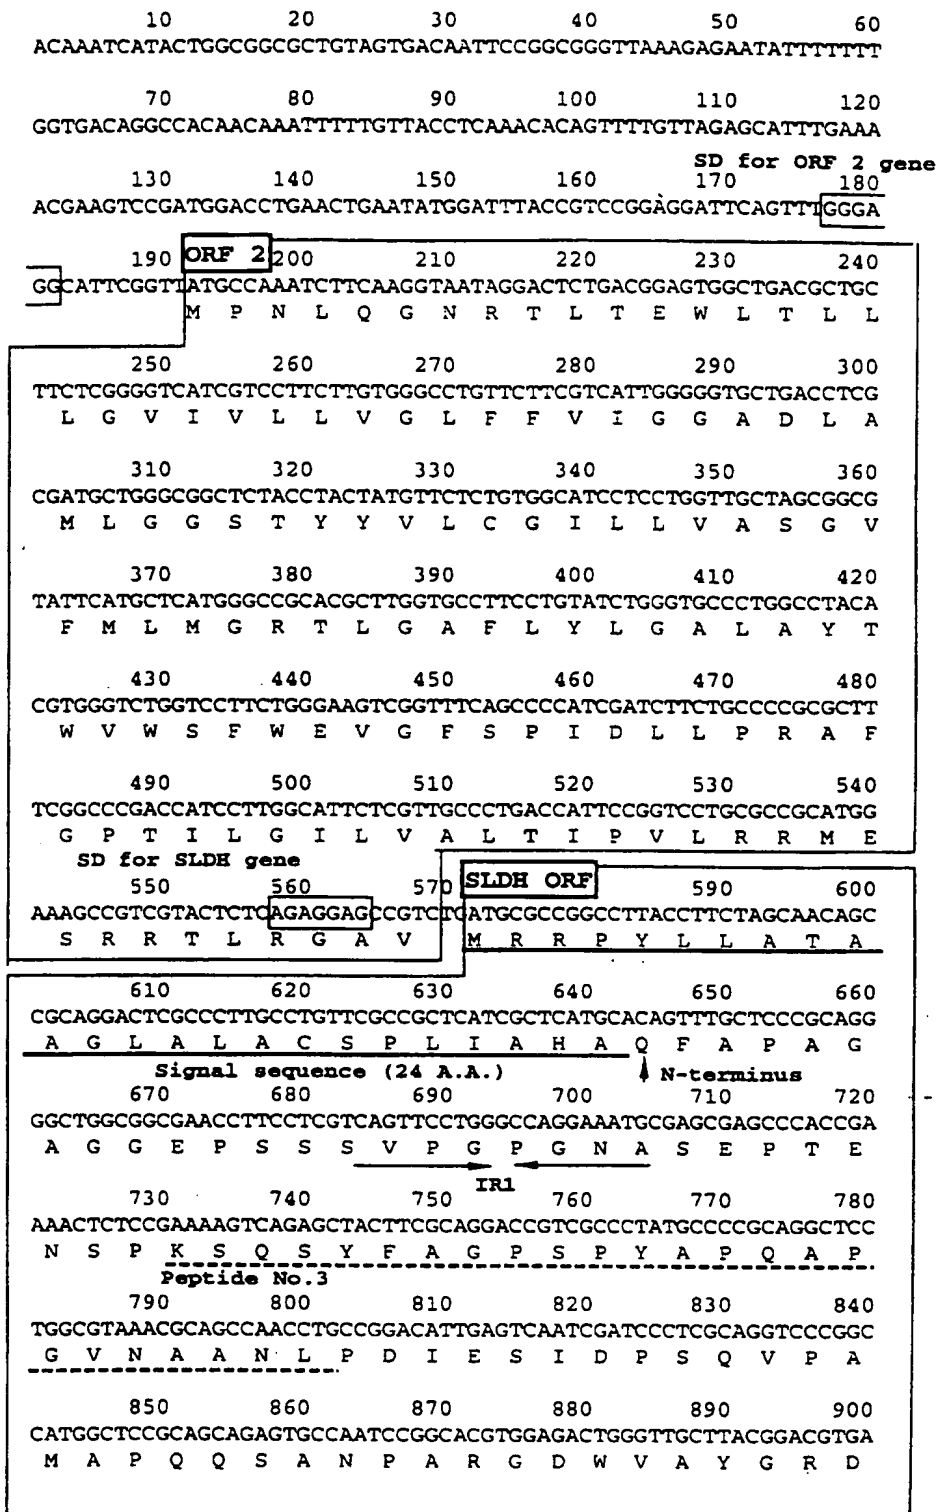 10 20 30 40 50 60
ACAAATCATACTGGCGGCGCTGTAGTGACAATTCCGGCGGGTTAAAGAGAATATTTTTTT
70 80 90 100 110 120
GGTGACAGGCCACAACAAATTTTTGTTACCTCAAACACAGTTTTGTTAGAGCATTTGAAA
SD for ORF 2 gene
130 140 150 160 170 180
ACGAAGTCCGATGGACCTGAACTGAATATGGATTTACCGTCCGGAGGATTCAGTTTGGGA
190 ORF 2 200 210 220 230 240
GGCATTCGGTTATGCCAAATCTTCAAGGTAATAGGACTCTGACGGAGTGGCTGACGCTGC
M P N L Q G N R T L T E W L T L L
250 260 270 280 290 300
TTCTCGGGGTCATCGTCCTTCTTGTGGGCCTGTTCTTCGTCATTGGGGGTGCTGACCTCG
L G V I V L L V G L F F V I G G A D L A
310 320 330 340 350 360
CGATGCTGGGCGGCTCTACCTACTATGTTCTCTGTGGCATCCTCCTGGTTGCTAGCGGCG
M L G G S T Y Y V L C G I L L V A S G V
370 380 390 400 410 420
TATTCATGCTCATGGGCCGCACGCTTGGTGCCTTCCTGTATCTGGGTGCCCTGGCCTACA
F M L M G R T L G A F L Y L G A L A Y T
430 440 450 460 470 480
CGTGGGTCTGGTCCTTCTGGGAAGTCGGTTTCAGCCCCATCGATCTTCTGCCCCGCGCTT
W V W S F W E V G F S P I D L L P R A F
490 500 510 520 530 540
TCGGCCCGACCATCCTTGGCATTCTCGTTGCCCTGACCATTCCGGTCCTGCGCCGCATGG
G P T I L G I L V A L T I P V L R R M E
SD for SLDH gene
550 560 570 SLDH ORF 590 600
AAAGCCGTCGTACTCTCAGAGGAGCCGTCTGATGCGCCGGCCTTACCTTCTAGCAACAGC
S R R T L R G A V M R R P Y L L A T A
610 620 630 640 650 660
CGCAGGACTCGCCCTTGCCTGTTCGCCGCTCATCGCTCATGCACAGTTTGCTCCCGCAGG
A G L A L A C S P L I A H A Q F A P A G
Signal sequence (24 A.A.) N-terminus
670 680 690 700 710 720
GGCTGGCGGCGAACCTTCCTCGTCAGTTCCTGGGCCAGGAAATGCGAGCGAGCCCACCGA
A G G E P S S S V P G P G N A S E P T E
IR1
730 740 750 760 770 780
AAACTCTCCGAAAAGTCAGAGCTACTTCGCAGGACCGTCGCCCTATGCCCCGCAGGCTCC
N S P K S Q S Y F A G P S P Y A P Q A P
Peptide No.3
790 800 810 820 830 840
TGGCGTAAACGCAGCCAACCTGCCGGACATTGAGTCAATCGATCCCTCGCAGGTCCCGGC
G V N A A N L P D I E S I D P S Q V P A
850 860 870 880 890 900
CATGGCTCCGCAGCAGAGTGCCAATCCGGCACGTGGAGACTGGGTTGCTTACGGACGTGA
M A P Q Q S A N P A R G D W V A Y G R D